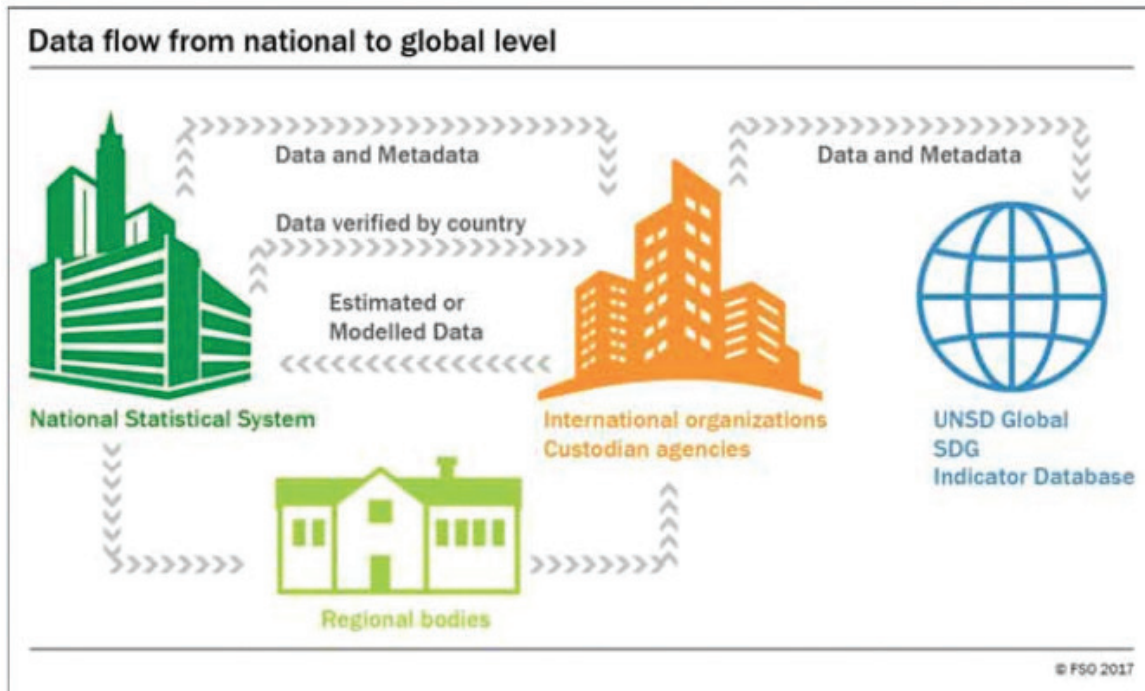 Data flow from national to global level
Data and Metadata
Data and Metadata
Data verified by country
Estimated or
Modelled Data
National Statistical System
International organizations
Custodian agencies
UNSD Global
SDG
Indicator Database
Regional bodies
© FSO 2017